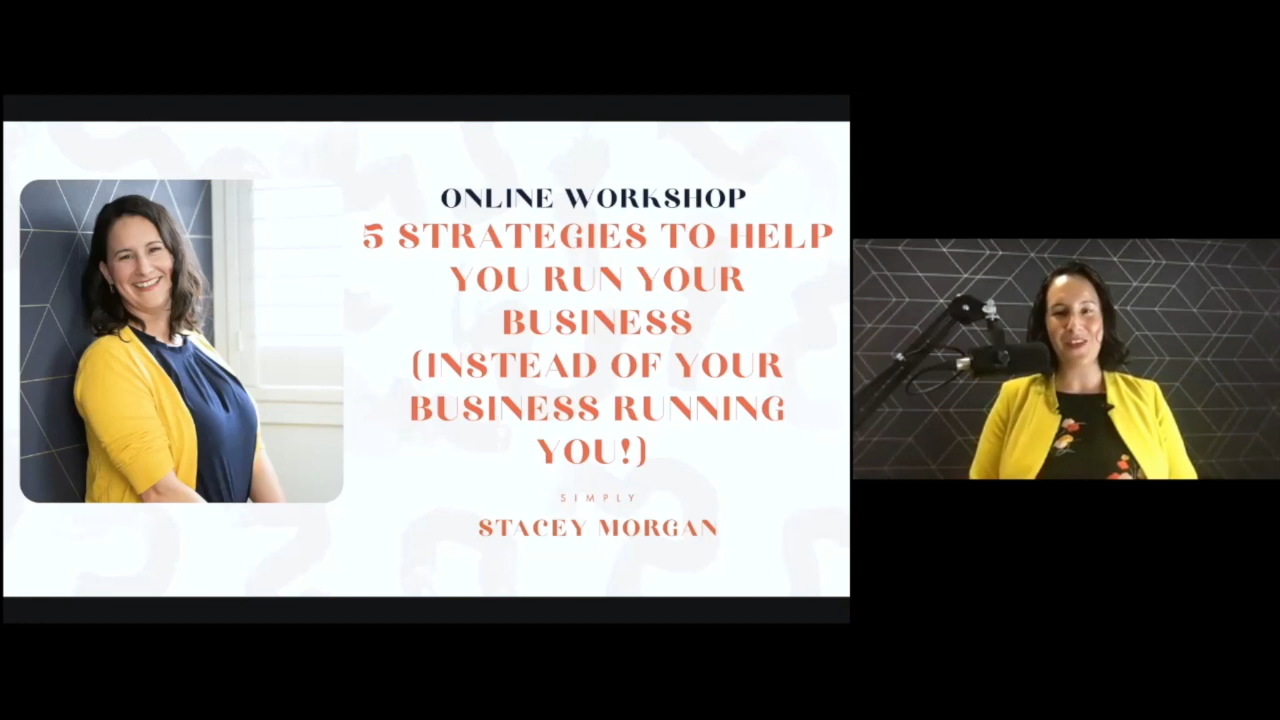 ONLINE WORKSHOP
5 STRATEGIES TO HELP
YOU RUN YOUR
BUSINESS
(INSTEAD OF YOUR
BUSINESS RUNNING
YOU!)
SIMPLY
STACEY MORGAN